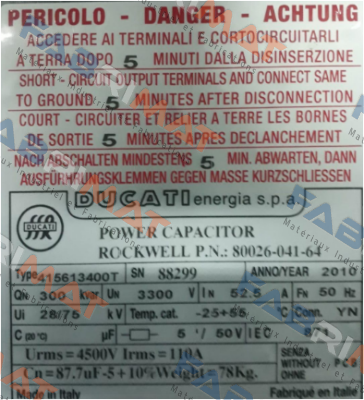 PERICOLO - DANGER - ACHTUNG
ACCEDERE AI TERMINALI E CORTOCIRCUITARLI
A TERRA DOPO 5 MINUTI DALLA DISINSERZIONE
SHORT-CIRCUIT OUTPUT TERMINALS AND CONNECT SAME
TO GROUND 5 MINUTES AFTER DISCONNECTION
COURT-CIRCUITER ET RELIER A TERRE LES BORNES
DE SORTIE 5 MINUTES APRES DECLANCHEMENT
NACH ABSCHALTEN MINDESTENS 5 MIN. ABWARTEN, DANN
AUSFÜHRUNGSKLEMMEN GEGEN MASSE KURZSCHLIESSEN
DUCATI energia s.p.a.
DUCATI
POWER CAPACITOR
ROCKWELL P.N.: 80026-041-64
Type 415613400T SN 88299 ANNO/YEAR 2010
QN 300 kvar UN 3300 V IN 52.5 A FN 50 Hz
Ui 28/75 kV Temp. cat. -25+55 °C Conn. YN
C (20°C) µF 5 / 50V IEC 871
Urms=4500V Irms=110A SENZA WITHOUT OHNE PCB
Cn=87.7uF-5+10% Weight=78Kg.
Made in Italy Fabriqué en Italie
FABRIMAT